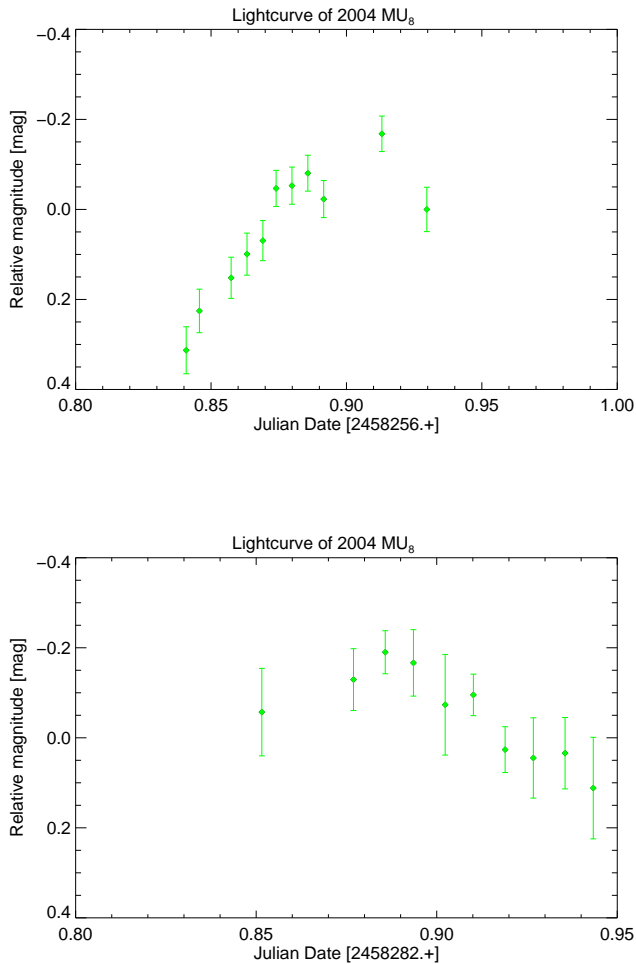 Lightcurve of 2004 MU₈
−0.4
−0.2
0.0
0.2
0.4
Relative magnitude [mag]
0.80 0.85 0.90 0.95 1.00
Julian Date [2458256.+]
Lightcurve of 2004 MU₈
−0.4
−0.2
0.0
0.2
0.4
Relative magnitude [mag]
0.80 0.85 0.90 0.95
Julian Date [2458282.+]